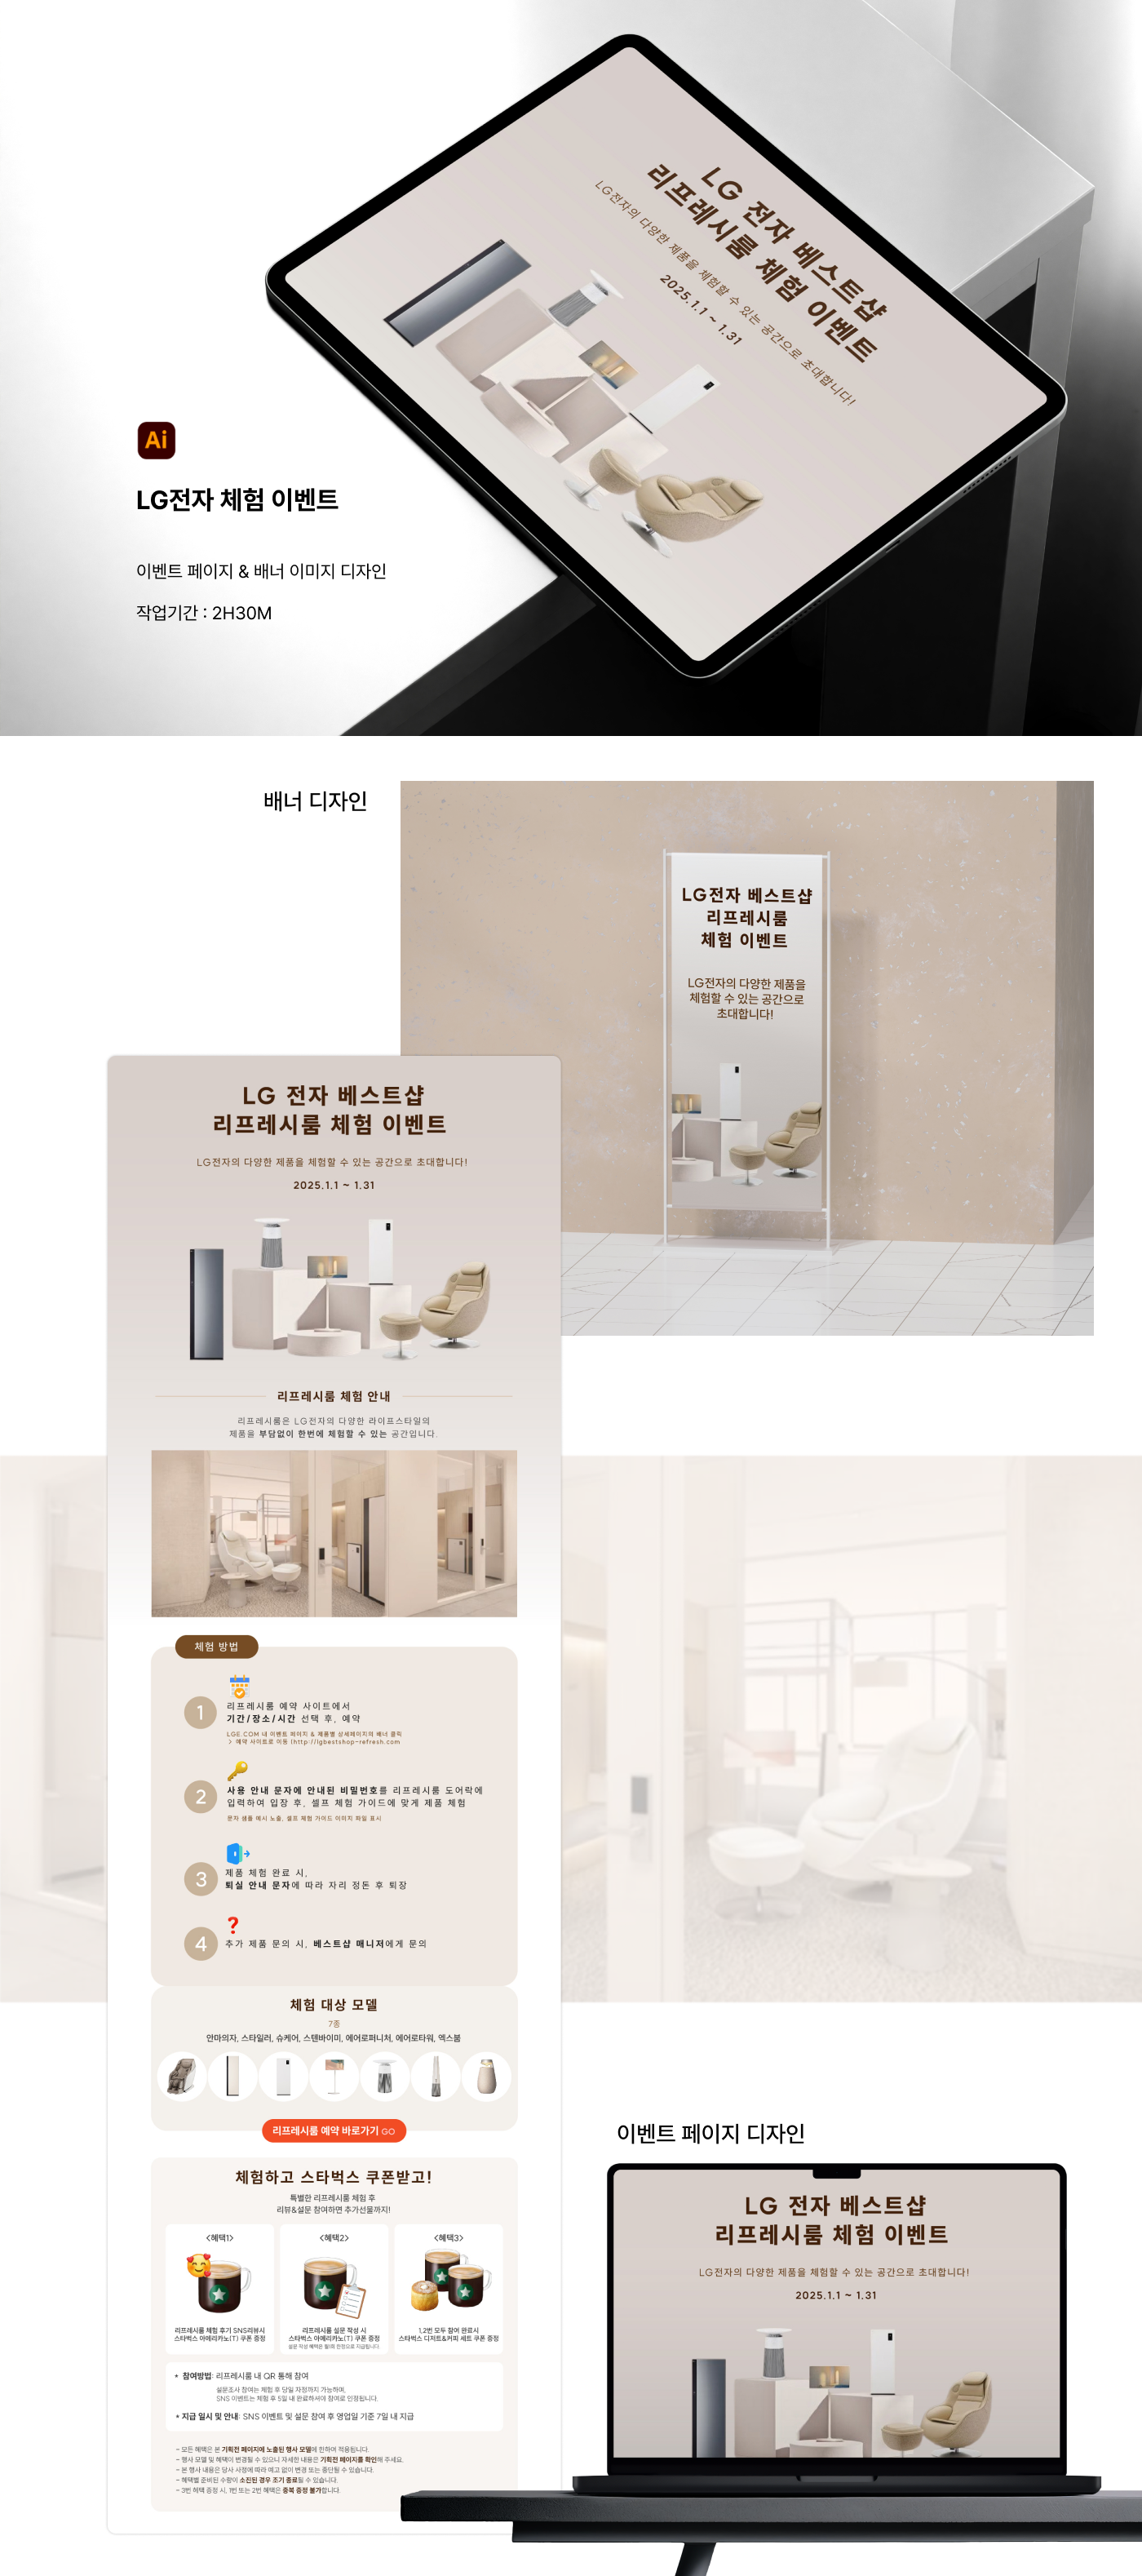 LG 전자 베스트샵
리프레시룸 체험 이벤트
LG전자의 다양한 제품을 체험할 수 있는 공간으로 초대합니다!
2025.1.1 ~ 1.31
Ai
LG전자 체험 이벤트
이벤트 페이지 & 배너 이미지 디자인
작업기간 : 2H30M
배너 디자인
LG전자 베스트샵
리프레시룸
체험 이벤트
LG전자의 다양한 제품을
체험할 수 있는 공간으로
초대합니다!
LG 전자 베스트샵
리프레시룸 체험 이벤트
LG전자의 다양한 제품을 체험할 수 있는 공간으로 초대합니다!
2025.1.1 ~ 1.31
리프레시룸 체험 안내
리프레시룸은 LG전자의 다양한 라이프스타일의
제품을 부담없이 한번에 체험할 수 있는 공간입니다.
체험 방법
1
리프레시룸 예약 사이트에서
기간/장소/시간 선택 후, 예약
LGE.COM 내 이벤트 페이지 & 제품별 상세페이지의 배너 클릭
> 예약 사이트로 이동 (http://lgbestshop-refresh.com
2
사용 안내 문자에 안내된 비밀번호를 리프레시룸 도어락에
입력하여 입장 후, 셀프 체험 가이드에 맞게 제품 체험
문자 샘플 예시 노출, 셀프 체험 가이드 이미지 파일 표시
3
제품 체험 완료 시,
퇴실 안내 문자에 따라 자리 정돈 후 퇴장
4
추가 제품 문의 시, 베스트샵 매니저에게 문의
체험 대상 모델
7종
안마의자, 스타일러, 슈케어, 스탠바이미, 에어로퍼니처, 에어로타워, 엑스붐
리프레시룸 예약 바로가기 GO
체험하고 스타벅스 쿠폰받고!
특별한 리프레시룸 체험 후
리뷰&설문 참여하면 추가선물까지!
<혜택1>
<혜택2>
<혜택3>
리프레시룸 체험 후기 SNS리뷰시
스타벅스 아메리카노(T) 쿠폰 증정
리프레시룸 설문 작성 시
스타벅스 아메리카노(T) 쿠폰 증정
1,2번 모두 참여 완료시
스타벅스 디저트&커피 세트 쿠폰 증정
* 참여방법: 리프레시룸 내 QR 통해 참여
설문조사 참여는 체험 후 당일 자정까지 가능하며,
SNS 이벤트는 체험 후 5일 내 완료하셔야 참여로 인정됩니다.
* 지급 일시 및 안내: SNS 이벤트 및 설문 참여 후 영업일 기준 7일 내 지급
- 모든 혜택은 본 기획전 페이지에 노출된 행사 모델에 한하여 적용됩니다.
- 행사 모델 및 혜택이 변경될 수 있으니 자세한 내용은 기획전 페이지를 확인해 주세요.
- 본 행사 내용은 당사 사정에 따라 예고 없이 변경 또는 중단될 수 있습니다.
- 혜택별 준비된 수량이 소진된 경우 조기 종료될 수 있습니다.
- 3번 혜택 증정 시, 1번 또는 2번 혜택은 중복 증정 불가합니다.
이벤트 페이지 디자인
LG 전자 베스트샵
리프레시룸 체험 이벤트
LG전자의 다양한 제품을 체험할 수 있는 공간으로 초대합니다!
2025.1.1 ~ 1.31